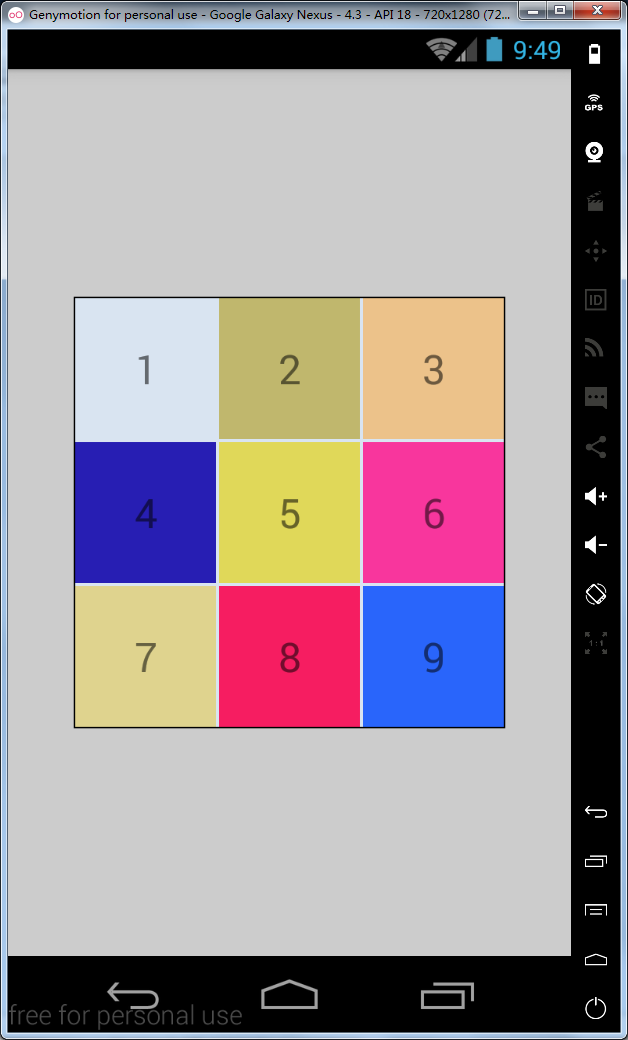 Genymotion for personal use - Google Galaxy Nexus - 4.3 - API 18 - 720x1280 (72...
9:49
GPS
ID
1 2 3
4 5 6
7 8 9
1:1
free for personal use